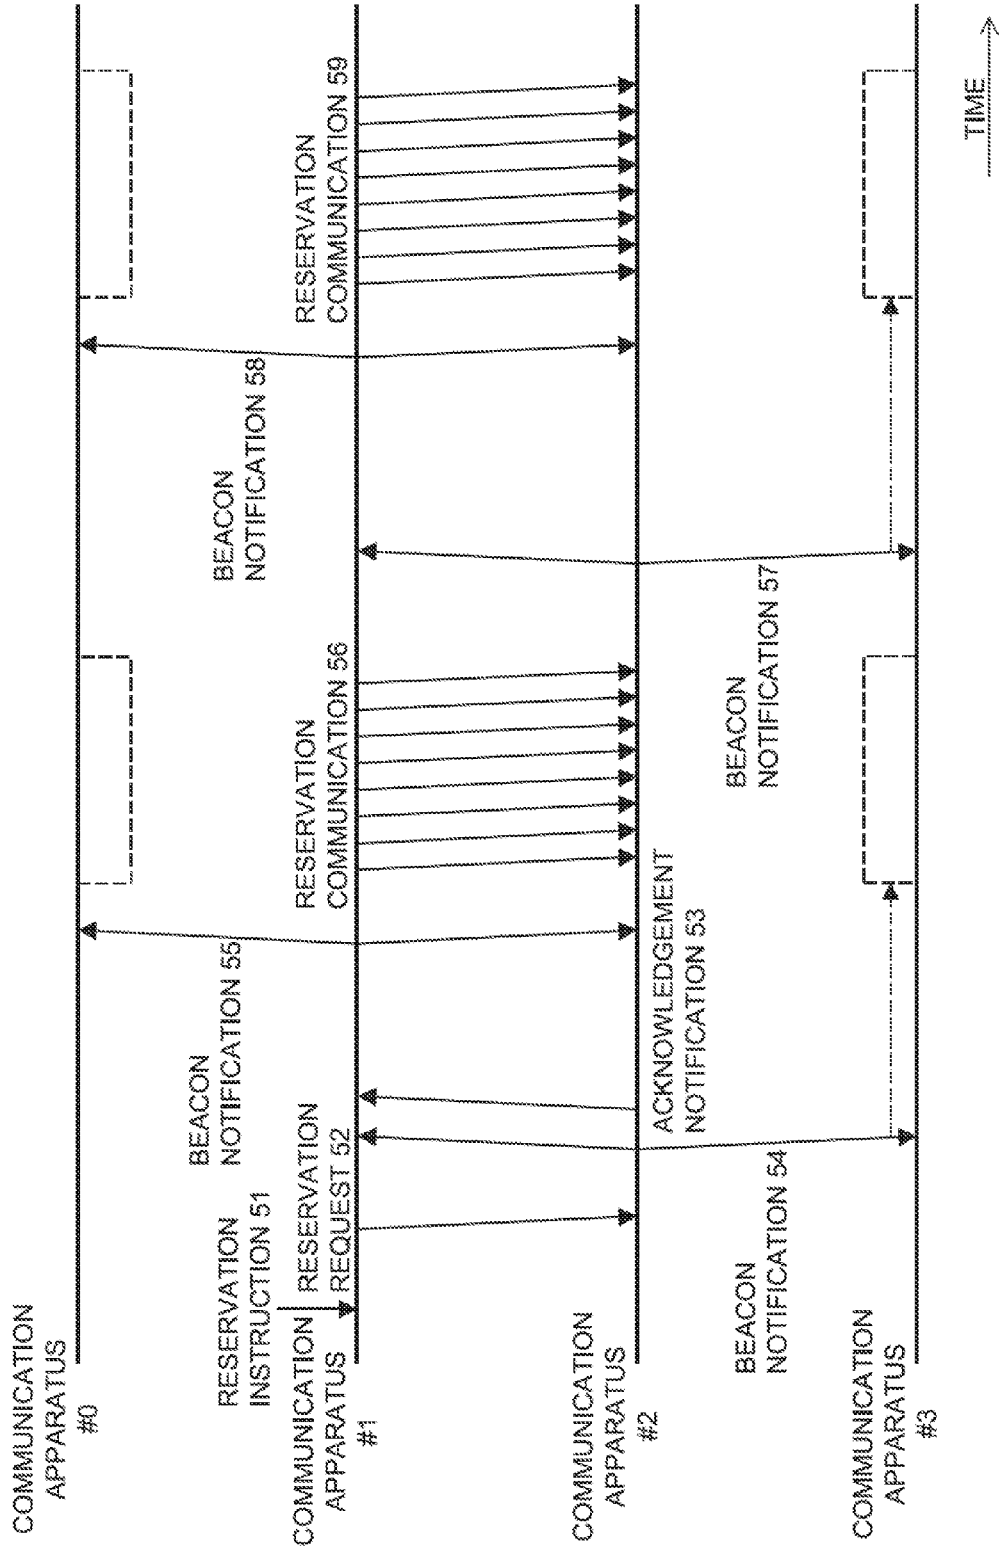 COMMUNICATION
APPARATUS
#0
BEACON
NOTIFICATION 55
BEACON
NOTIFICATION 58
RESERVATION
INSTRUCTION 51
COMMUNICATION
APPARATUS
#1
RESERVATION
REQUEST 52
RESERVATION
COMMUNICATION 56
RESERVATION
COMMUNICATION 59
COMMUNICATION
APPARATUS
#2
ACKNOWLEDGEMENT
NOTIFICATION 53
BEACON
NOTIFICATION 54
BEACON
NOTIFICATION 57
COMMUNICATION
APPARATUS
#3
TIME